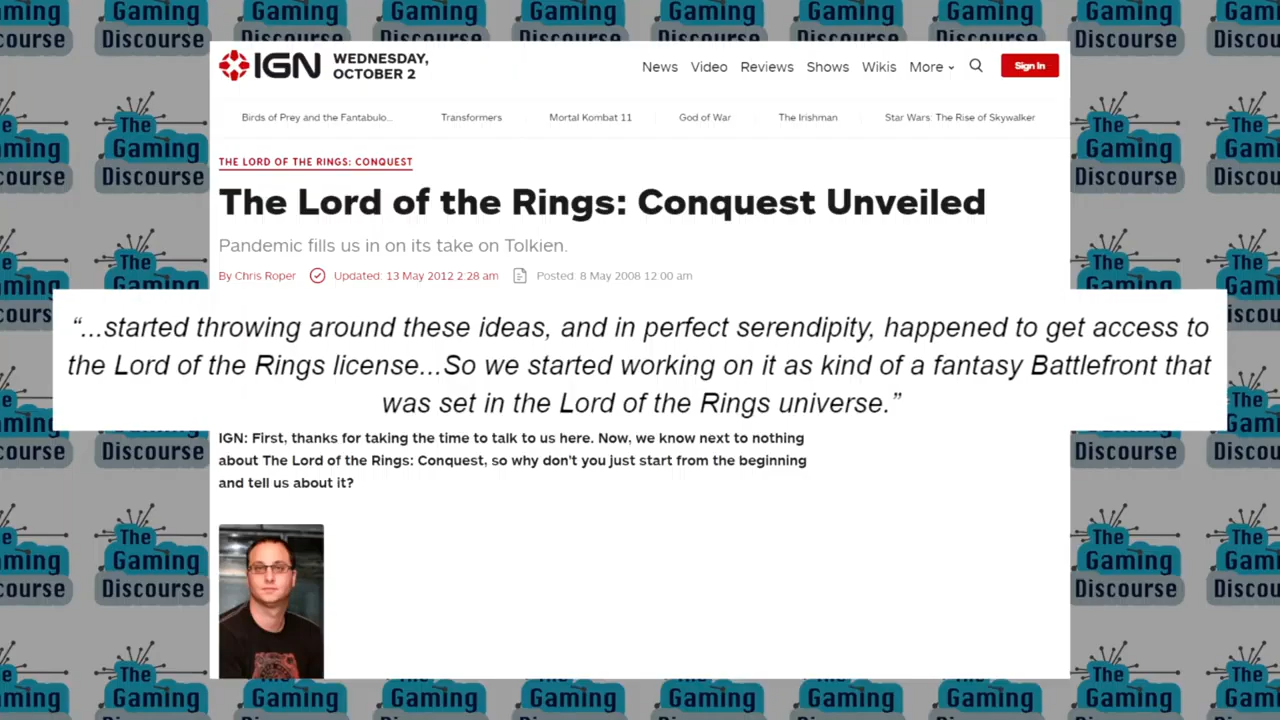 The Gaming Discourse
IGN
WEDNESDAY,
OCTOBER 2
News Video Reviews Shows Wikis More Sign In
Birds of Prey and the Fantabulo... Transformers Mortal Kombat 11 God of War The Irishman Star Wars: The Rise of Skywalker
THE LORD OF THE RINGS: CONQUEST
The Lord of the Rings: Conquest Unveiled
Pandemic fills us in on its take on Tolkien.
By Chris Roper Updated: 13 May 2012 2:28 am Posted: 8 May 2008 12:00 am
“...started throwing around these ideas, and in perfect serendipity, happened to get access to
the Lord of the Rings license...So we started working on it as kind of a fantasy Battlefront that
was set in the Lord of the Rings universe.”
IGN: First, thanks for taking the time to talk to us here. Now, we know next to nothing
about The Lord of the Rings: Conquest, so why don't you just start from the beginning
and tell us about it?